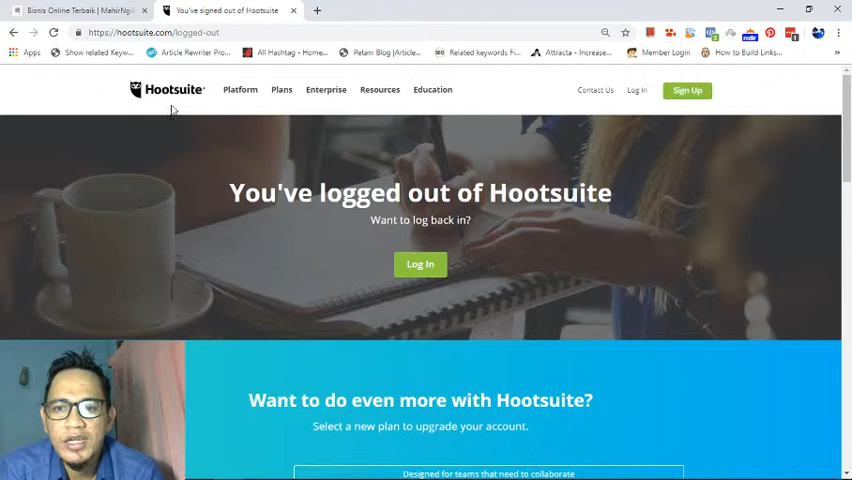 Bisnis Online Terbaik | MahirNgi
You've signed out of Hootsuite
https://hootsuite.com/logged-out
Apps
Show related Keyw...
Article Rewriter Pro...
All Hashtag - Home...
Petani Blog |Article...
Related keywords Fi...
Attracta - Increase...
Member Login
How to Build Links...
Hootsuite
Platform
Plans
Enterprise
Resources
Education
Contact Us
Log In
Sign Up
You've logged out of Hootsuite
Want to log back in?
Log In
Want to do even more with Hootsuite?
Select a new plan to upgrade your account.
Designed for teams that need to collaborate